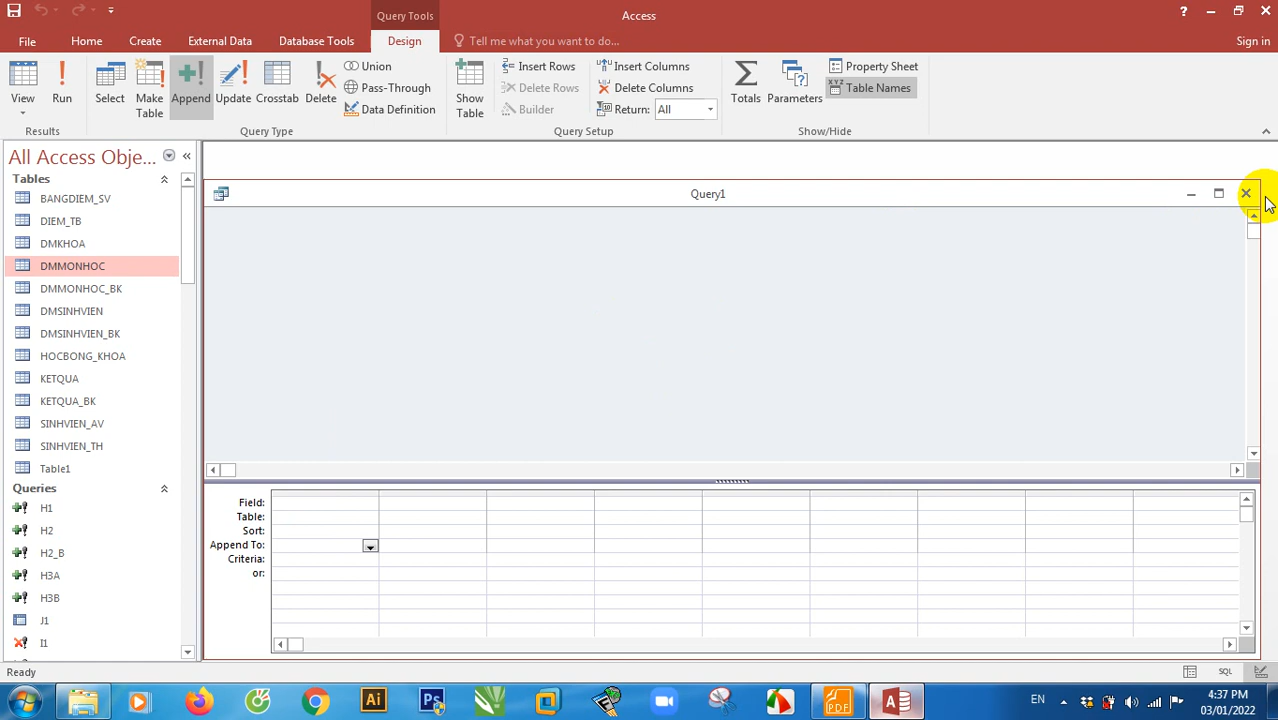 Query Tools
Access
File
Home
Create
External Data
Database Tools
Design
Tell me what you want to do...
Sign in
View
Run
Select
Make Table
Append
Update
Crosstab
Delete
Union
Pass-Through
Data Definition
Show Table
Insert Rows
Delete Rows
Builder
Insert Columns
Delete Columns
Return: All
Totals
Parameters
Property Sheet
Table Names
Results
Query Type
Query Setup
Show/Hide
All Access Obje...
Tables
BANGDIEM_SV
DIEM_TB
DMKHOA
DMMONHOC
DMMONHOC_BK
DMSINHVIEN
DMSINHVIEN_BK
HOCBONG_KHOA
KETQUA
KETQUA_BK
SINHVIEN_AV
SINHVIEN_TH
Table1
Queries
H1
H2
H2_B
H3A
H3B
J1
I1
Query1
Field:
Table:
Sort:
Append To:
Criteria:
or:
Ready
SQL
Ai
Ps
PDF
EN
4:37 PM
03/01/2022